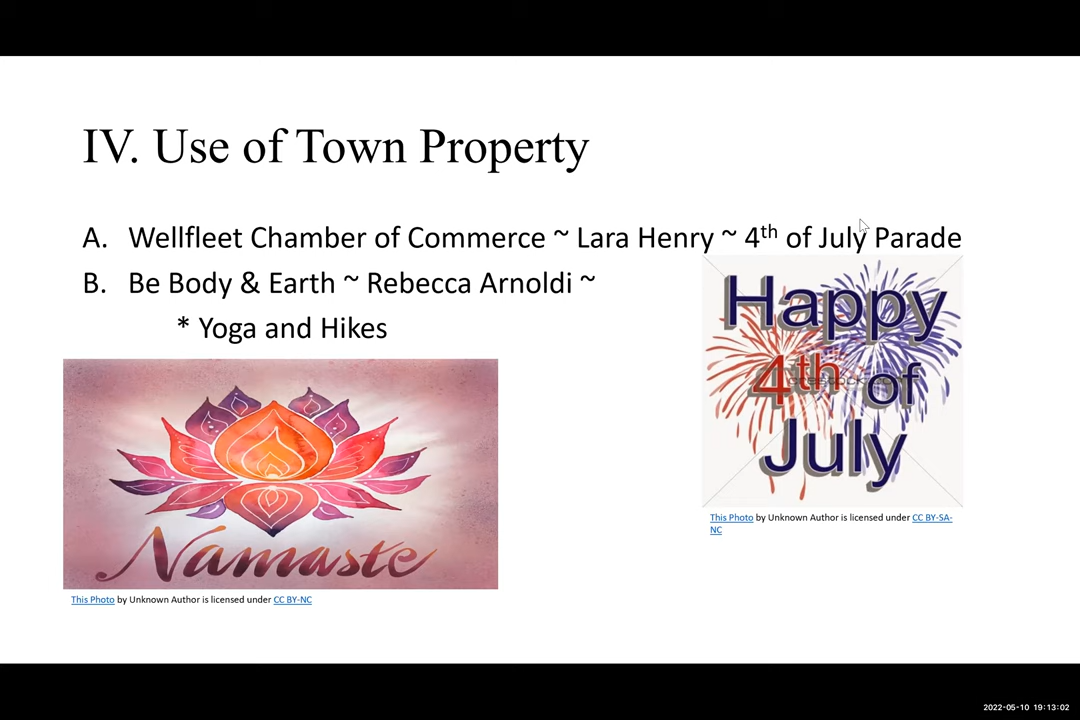 IV. Use of Town Property
A. Wellfleet Chamber of Commerce ~ Lara Henry ~ 4th of July Parade
B. Be Body & Earth ~ Rebecca Arnoldi ~
* Yoga and Hikes
Happy
4th of
July
This Photo by Unknown Author is licensed under CC BY-SA-
NC
Namaste
This Photo by Unknown Author is licensed under CC BY-NC
2022-05-10 19:13:02